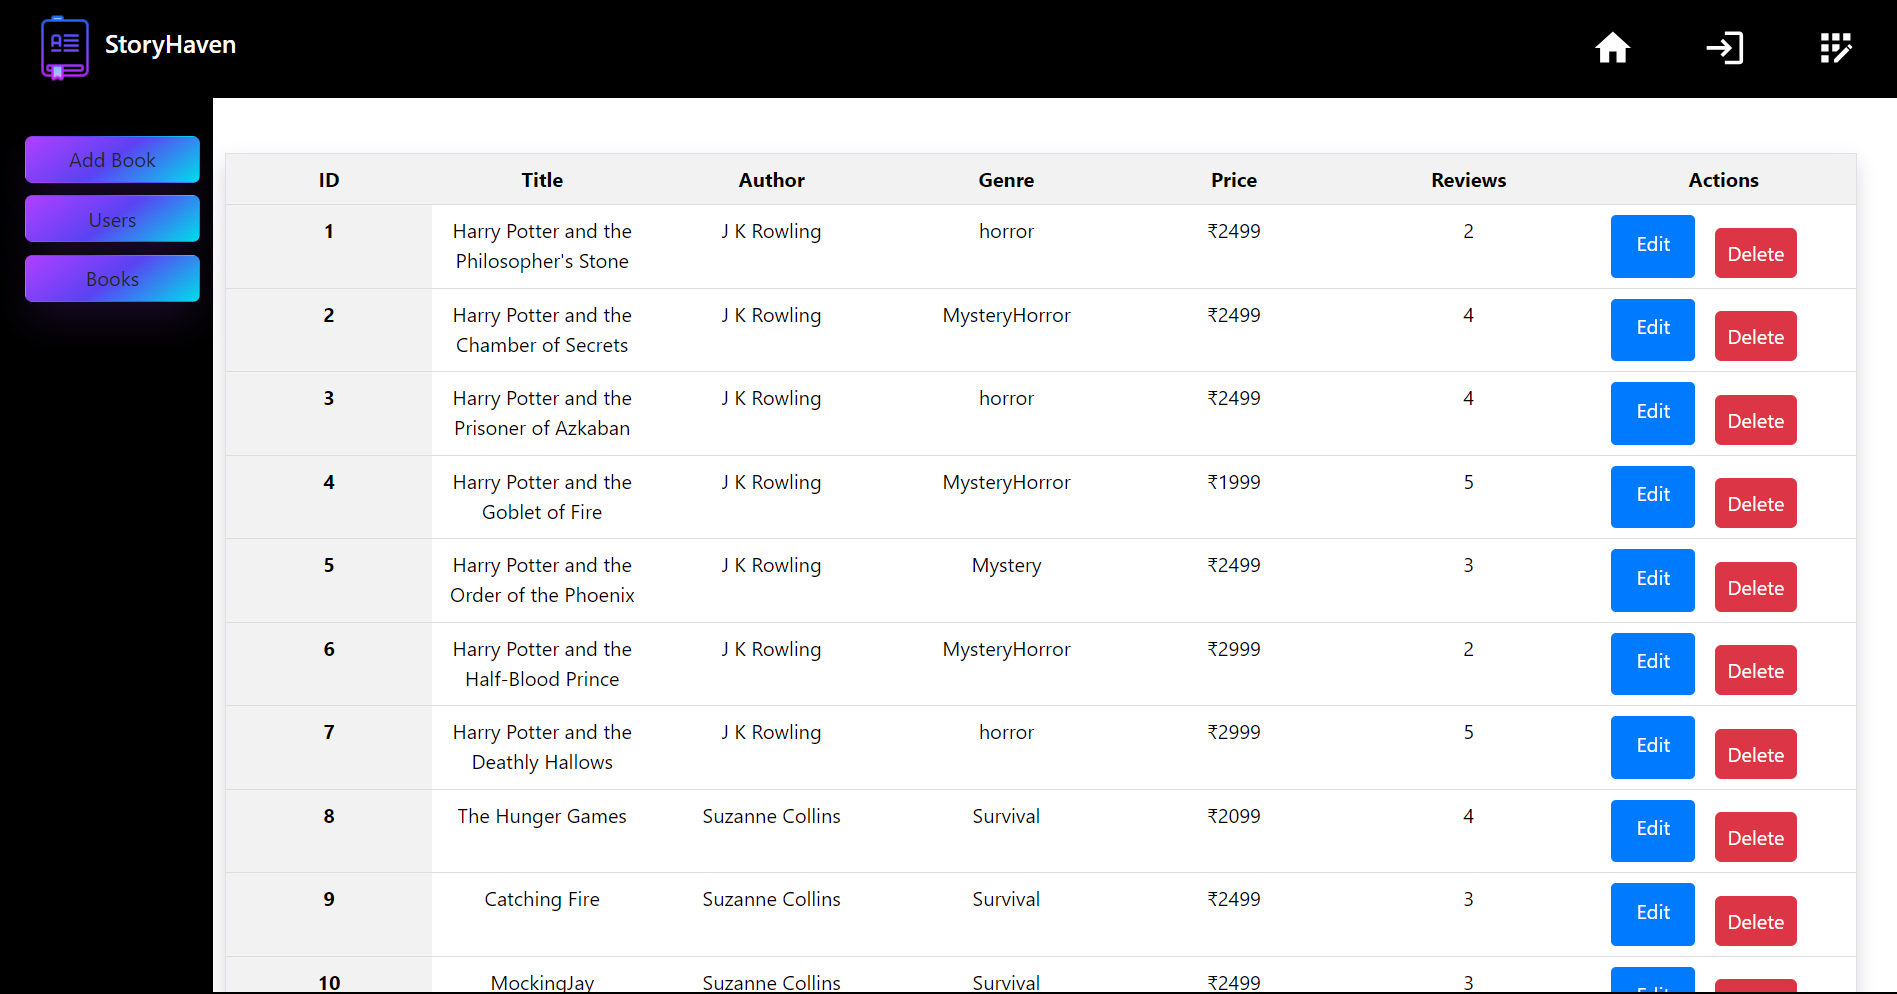 StoryHaven
Add Book
Users
Books
ID Title Author Genre Price Reviews Actions
1 Harry Potter and the J K Rowling horror ₹2499 2 Edit Delete
Philosopher's Stone
2 Harry Potter and the J K Rowling MysteryHorror ₹2499 4 Edit Delete
Chamber of Secrets
3 Harry Potter and the J K Rowling horror ₹2499 4 Edit Delete
Prisoner of Azkaban
4 Harry Potter and the J K Rowling MysteryHorror ₹1999 5 Edit Delete
Goblet of Fire
5 Harry Potter and the J K Rowling Mystery ₹2499 3 Edit Delete
Order of the Phoenix
6 Harry Potter and the J K Rowling MysteryHorror ₹2999 2 Edit Delete
Half-Blood Prince
7 Harry Potter and the J K Rowling horror ₹2999 5 Edit Delete
Deathly Hallows
8 The Hunger Games Suzanne Collins Survival ₹2099 4 Edit Delete
9 Catching Fire Suzanne Collins Survival ₹2499 3 Edit Delete
10 MockingJay Suzanne Collins Survival ₹2499 3 Edit